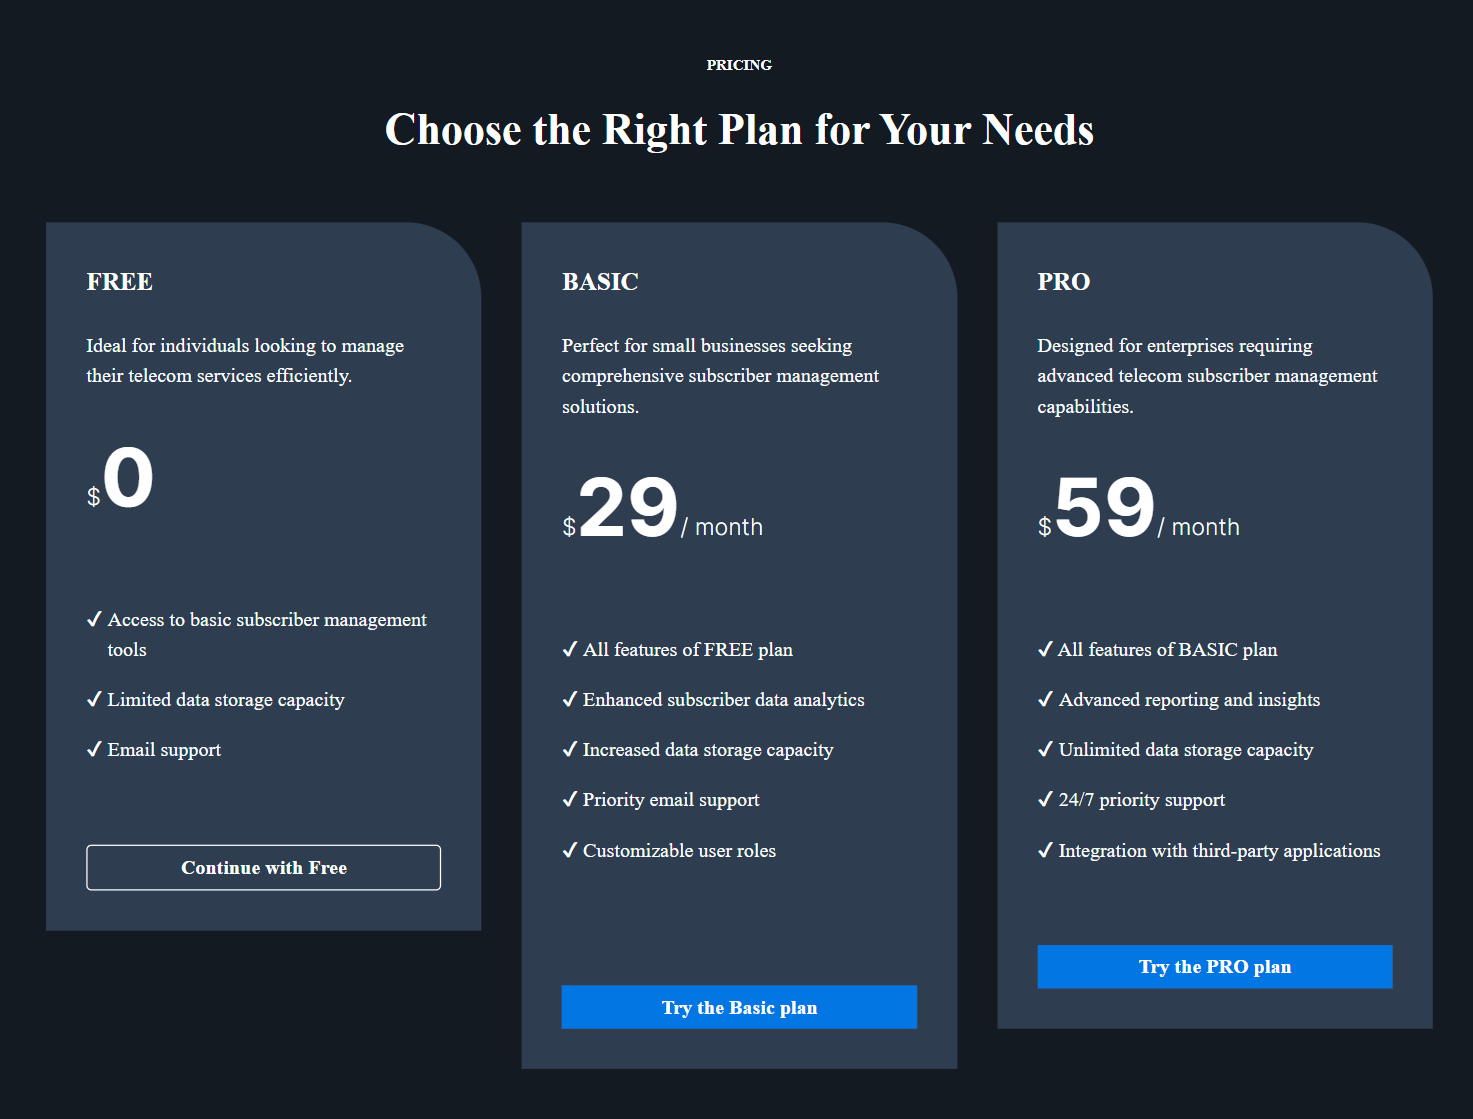 PRICING
Choose the Right Plan for Your Needs
FREE
Ideal for individuals looking to manage
their telecom services efficiently.
$0
✓ Access to basic subscriber management
tools
✓ Limited data storage capacity
✓ Email support
Continue with Free
BASIC
Perfect for small businesses seeking
comprehensive subscriber management
solutions.
$29/ month
✓ All features of FREE plan
✓ Enhanced subscriber data analytics
✓ Increased data storage capacity
✓ Priority email support
✓ Customizable user roles
Try the Basic plan
PRO
Designed for enterprises requiring
advanced telecom subscriber management
capabilities.
$59/ month
✓ All features of BASIC plan
✓ Advanced reporting and insights
✓ Unlimited data storage capacity
✓ 24/7 priority support
✓ Integration with third-party applications
Try the PRO plan